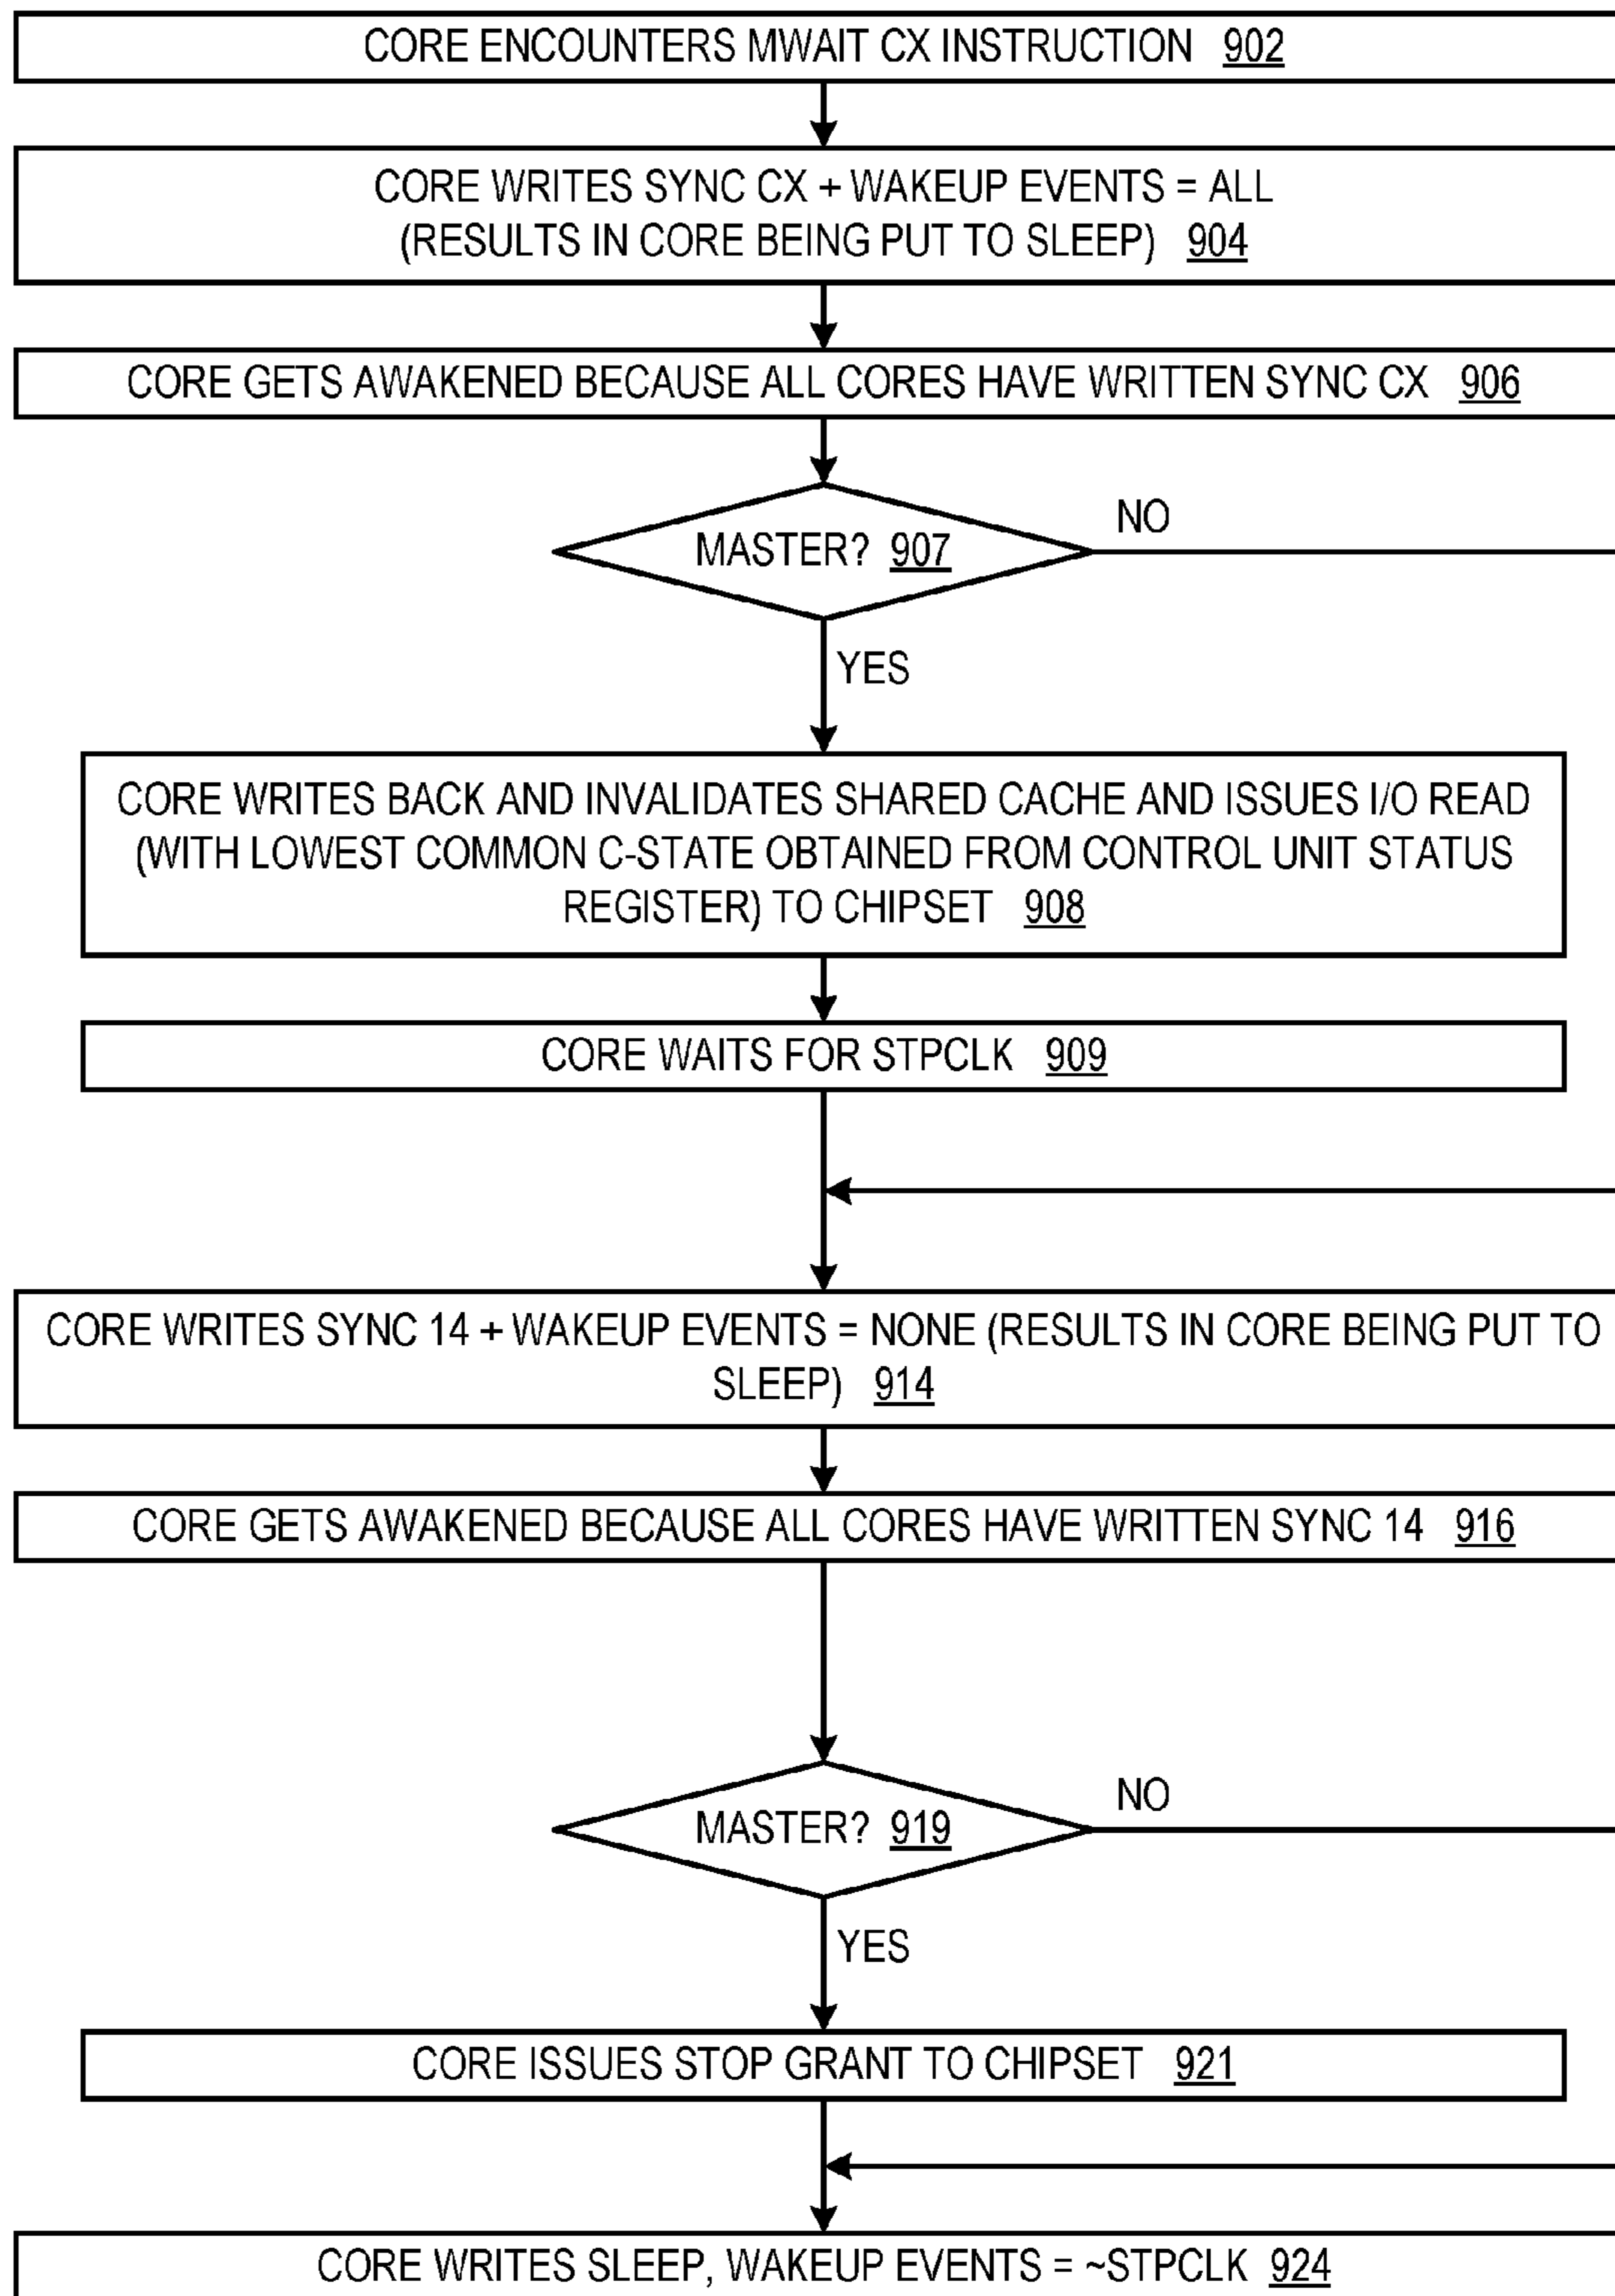 CORE ENCOUNTERS MWAIT CX INSTRUCTION 902
CORE WRITES SYNC CX + WAKEUP EVENTS = ALL
(RESULTS IN CORE BEING PUT TO SLEEP) 904
CORE GETS AWAKENED BECAUSE ALL CORES HAVE WRITTEN SYNC CX 906
NO
MASTER? 907
YES
CORE WRITES BACK AND INVALIDATES SHARED CACHE AND ISSUES I/O READ
(WITH LOWEST COMMON C-STATE OBTAINED FROM CONTROL UNIT STATUS
REGISTER) TO CHIPSET 908
CORE WAITS FOR STPCLK 909
CORE WRITES SYNC 14 + WAKEUP EVENTS = NONE (RESULTS IN CORE BEING PUT TO
SLEEP) 914
CORE GETS AWAKENED BECAUSE ALL CORES HAVE WRITTEN SYNC 14 916
NO
MASTER? 919
YES
CORE ISSUES STOP GRANT TO CHIPSET 921
CORE WRITES SLEEP, WAKEUP EVENTS = ~STPCLK 924